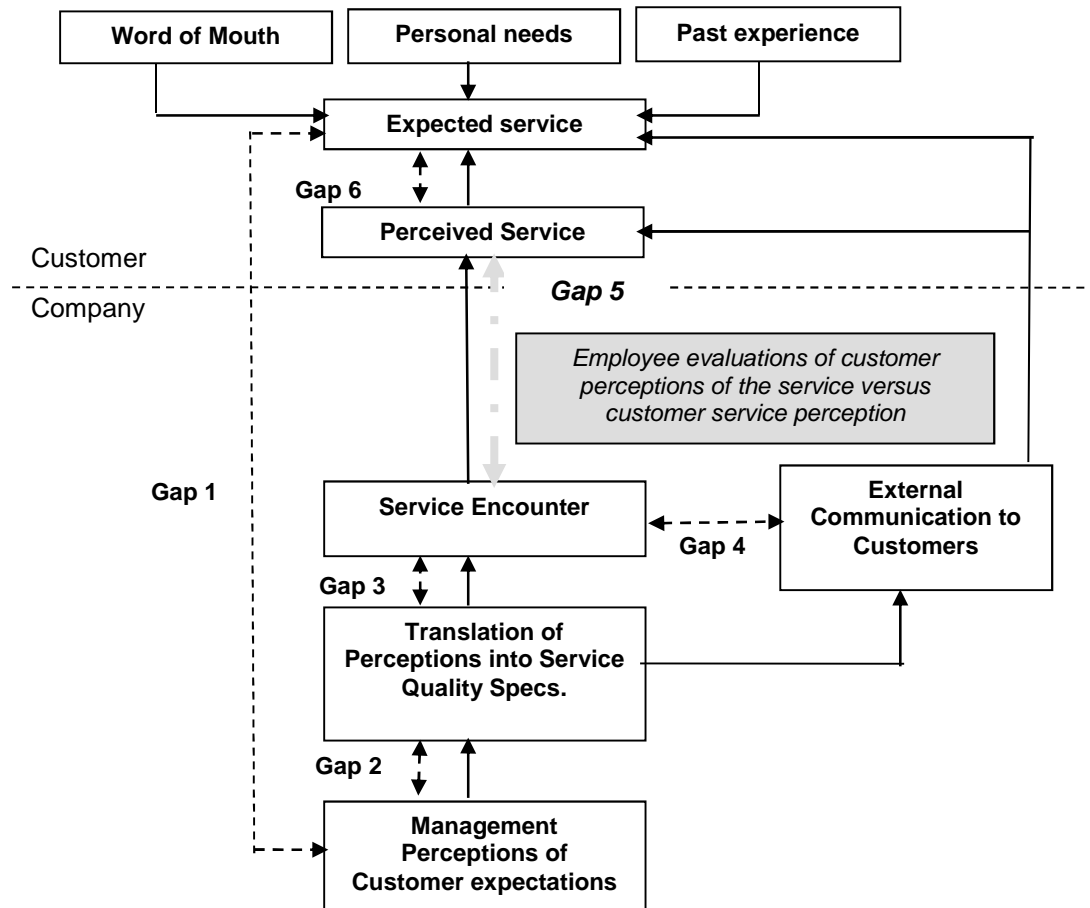 Word of Mouth
Personal needs
Past experience
Expected service
Gap 6
Perceived Service
Customer
Company
Gap 5
Employee evaluations of customer
perceptions of the service versus
customer service perception
Gap 1
Service Encounter
External
Communication to
Customers
Gap 4
Gap 3
Translation of
Perceptions into Service
Quality Specs.
Gap 2
Management
Perceptions of
Customer expectations